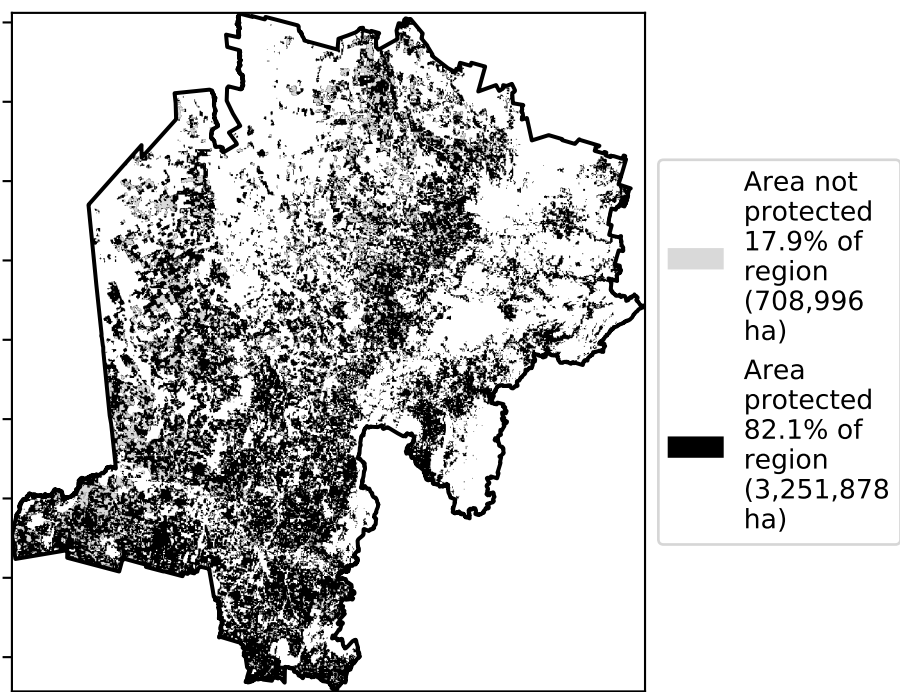 Area not
protected
17.9% of
region
(708,996
ha)
Area
protected
82.1% of
region
(3,251,878
ha)